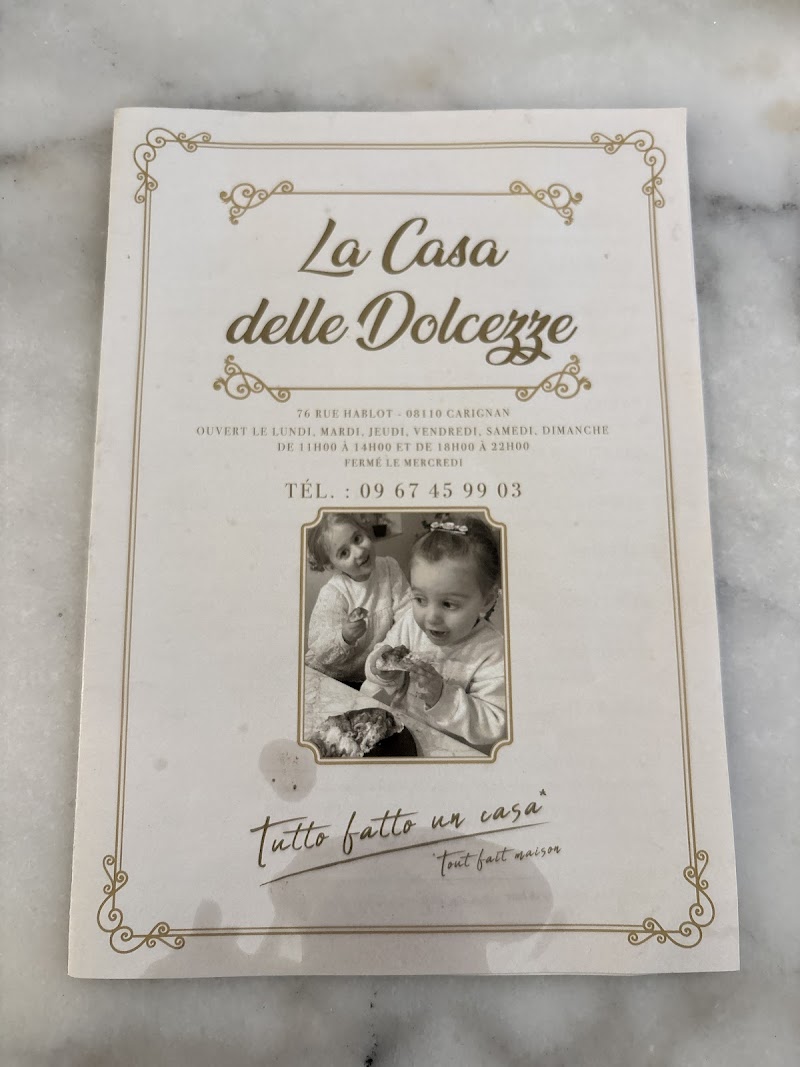 La Casa
delle Dolcezze
76 RUE HABLOT - 08110 CARIGNAN
OUVERT LE LUNDI, MARDI, JEUDI, VENDREDI, SAMEDI, DIMANCHE
DE 11H00 À 14H00 ET DE 18H00 À 22H00
FERMÉ LE MERCREDI
TÉL. : 09 67 45 99 03
Tutto fatto un casa*
*Tout fait maison